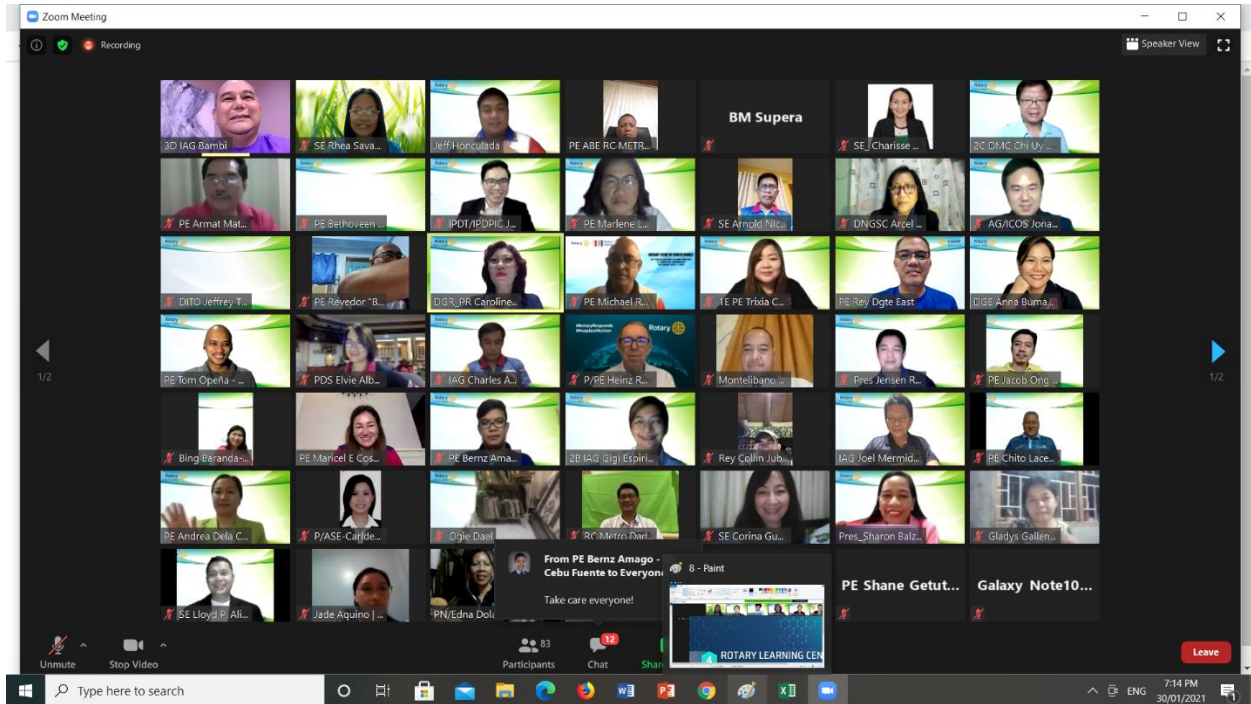 Zoom Meeting
Recording
Speaker View
3D IAG Bambi
SE Rhea Sava...
Jeff Honculada
PE ABE RC METR...
BM Supera
SE_ Charisse ...
2C DMC Chi Uy ...
PE Armat Mat...
PE Bethoveen ...
IPDT/IPDPIC J...
PE Marlene L...
SE Arnold Nic...
DNGSC Arcel ...
AG/ICOS Jona...
DITO Jeffrey T...
PE Revedor "B...
DGR_PR Caroline...
PE Michael R...
1E PE Trixia C...
PE Rey Dgte East
DGE Anna Buma...
1/2
1/2
PE Tom Opeña - ...
PDS Elvie Alb...
IAG Charles A...
Rotary
P/PE Heinz R...
Montelibano ...
Pres Jensen R...
PE Jacob Ong ...
Bing Baranda-...
PE Maricel E Cos...
PE Bernz Ama...
2B IAG Gigi Espiri...
Rey Collin Jub...
IAG Joel Mermid...
PE Chito Lace...
PE Andrea Dela C...
P/ASE-Caride...
Ogie Dael
RC Metro Dad...
SE Corina Gu...
Pres_Sharon Balz...
Gladys Gallen...
SE Lloyd P. Ali...
Jade Aquino | ...
PN/Edna Dola
From PE Bernz Amago -
Cebu Fuente to Everyone
Take care everyone!
8 - Paint
ROTARY LEARNING CEN
PE Shane Getut...
Galaxy Note10...
Unmute
Stop Video
83
Participants
12
Chat
Shar
Leave
Type here to search
ENG
7:14 PM
30/01/2021
1